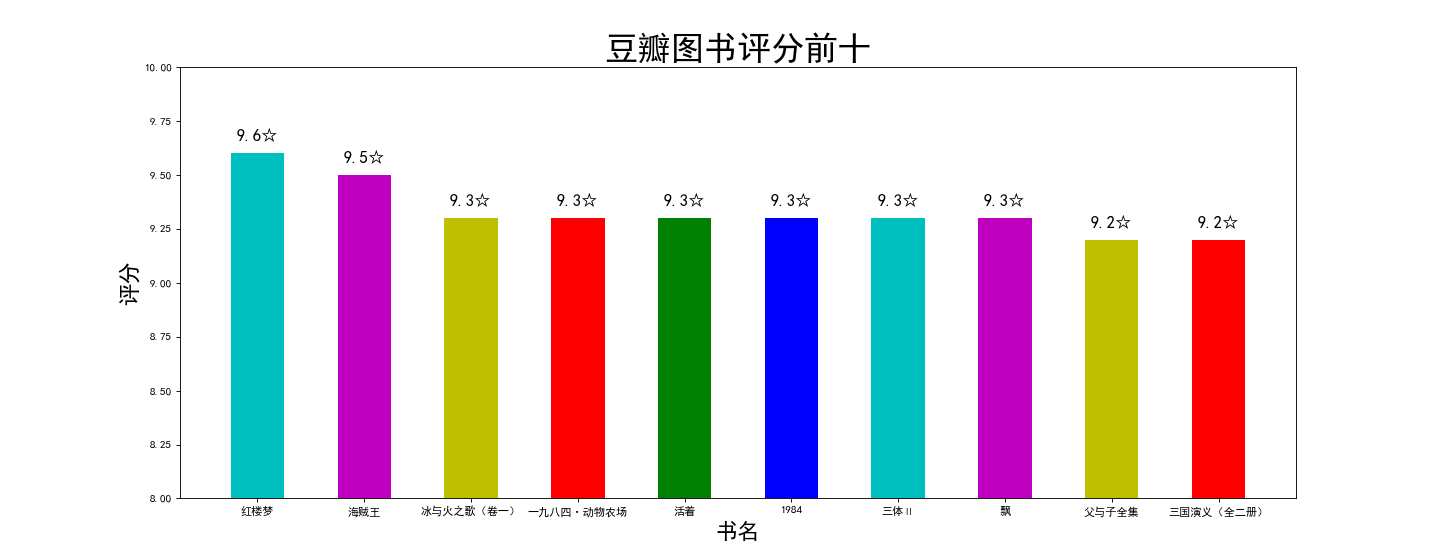 豆瓣图书评分前十
10.00
9.75
9.50
9.25
9.00
8.75
8.50
8.25
8.00
评分
9.6☆
9.5☆
9.3☆
9.3☆
9.3☆
9.3☆
9.3☆
9.3☆
9.2☆
9.2☆
红楼梦
海贼王
冰与火之歌（卷一）
一九八四·动物农场
活着
1984
三体Ⅱ
飘
父与子全集
三国演义（全二册）
书名